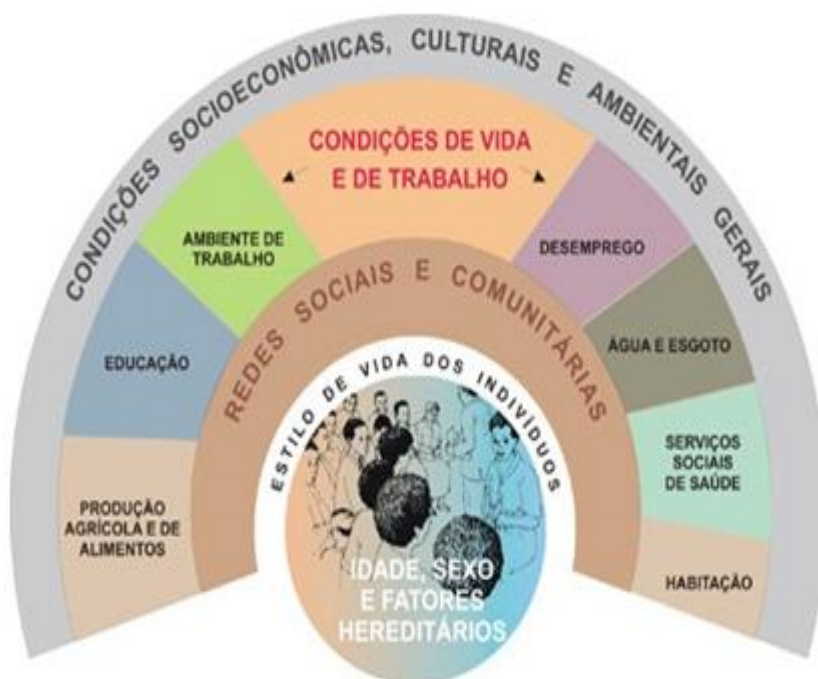 CONDIÇÕES SOCIOECONÔMICAS, CULTURAIS E AMBIENTAIS GERAIS
CONDIÇÕES DE VIDA
E DE TRABALHO
AMBIENTE DE
TRABALHO
DESEMPREGO
EDUCAÇÃO
ÁGUA E ESGOTO
PRODUÇÃO
AGRÍCOLA E DE
ALIMENTOS
SERVIÇOS
SOCIAIS
DE SAÚDE
HABITAÇÃO
REDES SOCIAIS E COMUNITÁRIAS
ESTILO DE VIDA DOS INDIVÍDUOS
IDADE, SEXO
E FATORES
HEREDITÁRIOS